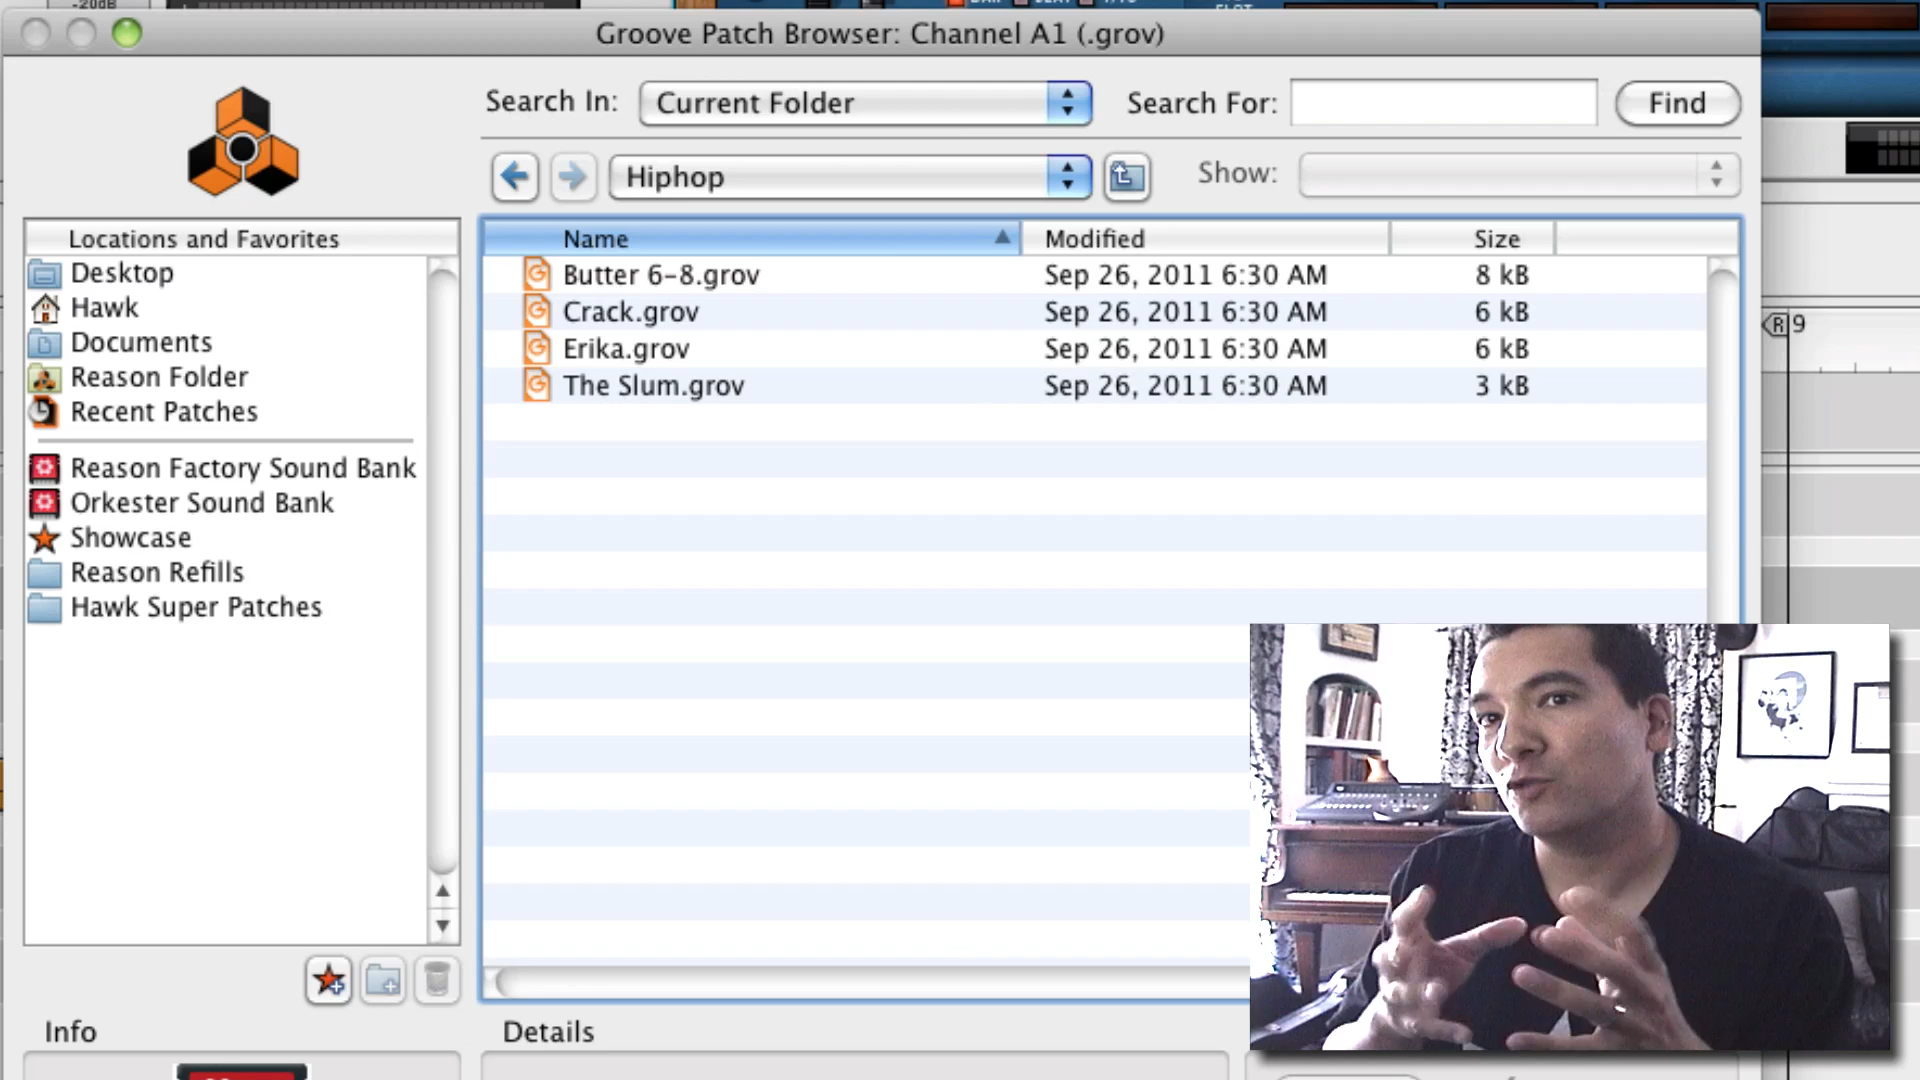 -20dB
Groove Patch Browser: Channel A1 (.grov)
Search In: Current Folder Search For: Find
Hiphop Show:
Locations and Favorites
Desktop
Hawk
Documents
Reason Folder
Recent Patches
Reason Factory Sound Bank
Orkester Sound Bank
Showcase
Reason Refills
Hawk Super Patches
Name Modified Size
Butter 6-8.grov Sep 26, 2011 6:30 AM 8 kB
Crack.grov Sep 26, 2011 6:30 AM 6 kB
Erika.grov Sep 26, 2011 6:30 AM 6 kB
The Slum.grov Sep 26, 2011 6:30 AM 3 kB
R 9
Info
Details